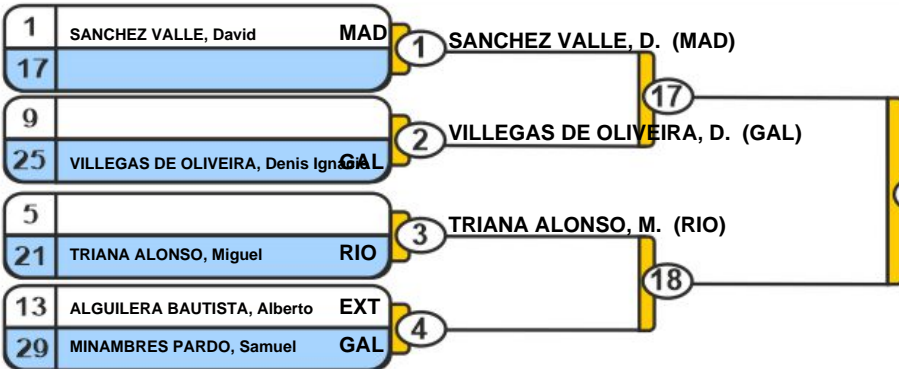 1 SANCHEZ VALLE, David MAD
17
1 SANCHEZ VALLE, D. (MAD)
17
9
25 VILLEGAS DE OLIVEIRA, Denis Ignacio GAL
2 VILLEGAS DE OLIVEIRA, D. (GAL)
5
21 TRIANA ALONSO, Miguel RIO
3 TRIANA ALONSO, M. (RIO)
18
13 ALGUILERA BAUTISTA, Alberto EXT
29 MINAMBRES PARDO, Samuel GAL
4